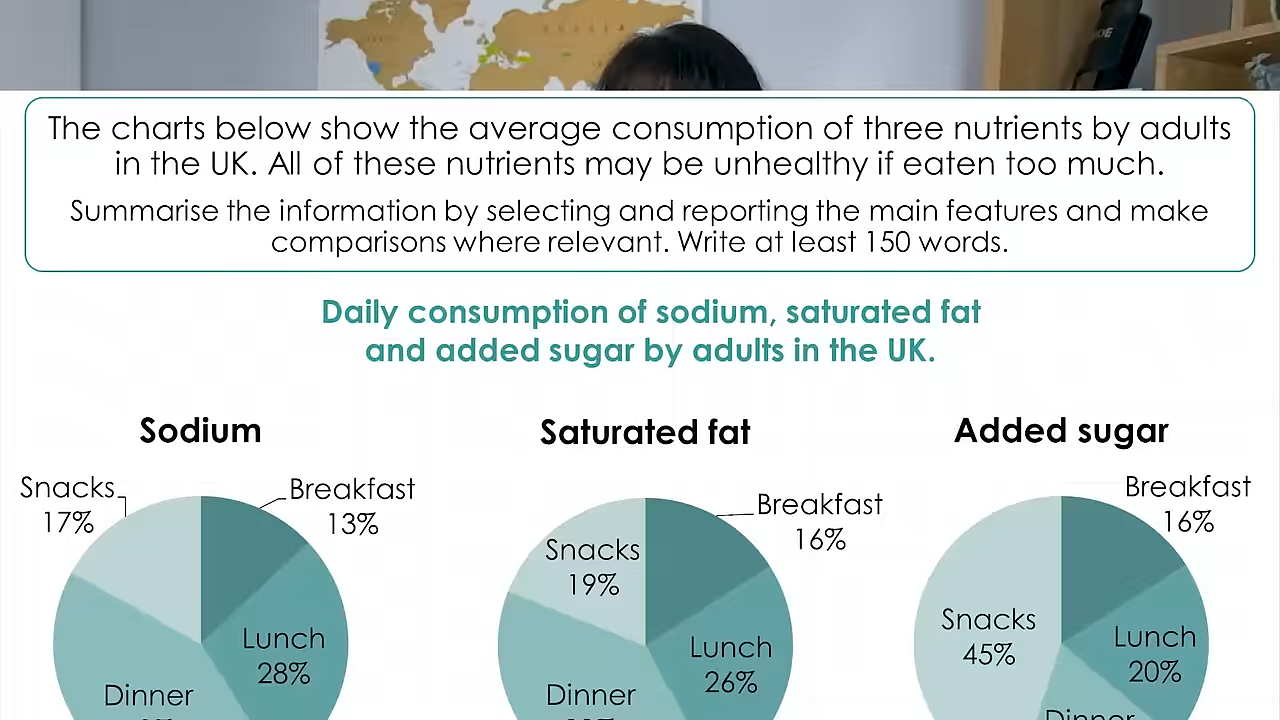 The charts below show the average consumption of three nutrients by adults
in the UK. All of these nutrients may be unhealthy if eaten too much.
Summarise the information by selecting and reporting the main features and make
comparisons where relevant. Write at least 150 words.
Daily consumption of sodium, saturated fat
and added sugar by adults in the UK.
Sodium
Snacks
17%
Breakfast
13%
Lunch
28%
Dinner
Saturated fat
Breakfast
16%
Snacks
19%
Lunch
26%
Dinner
Added sugar
Breakfast
16%
Snacks
45%
Lunch
20%
Dinner